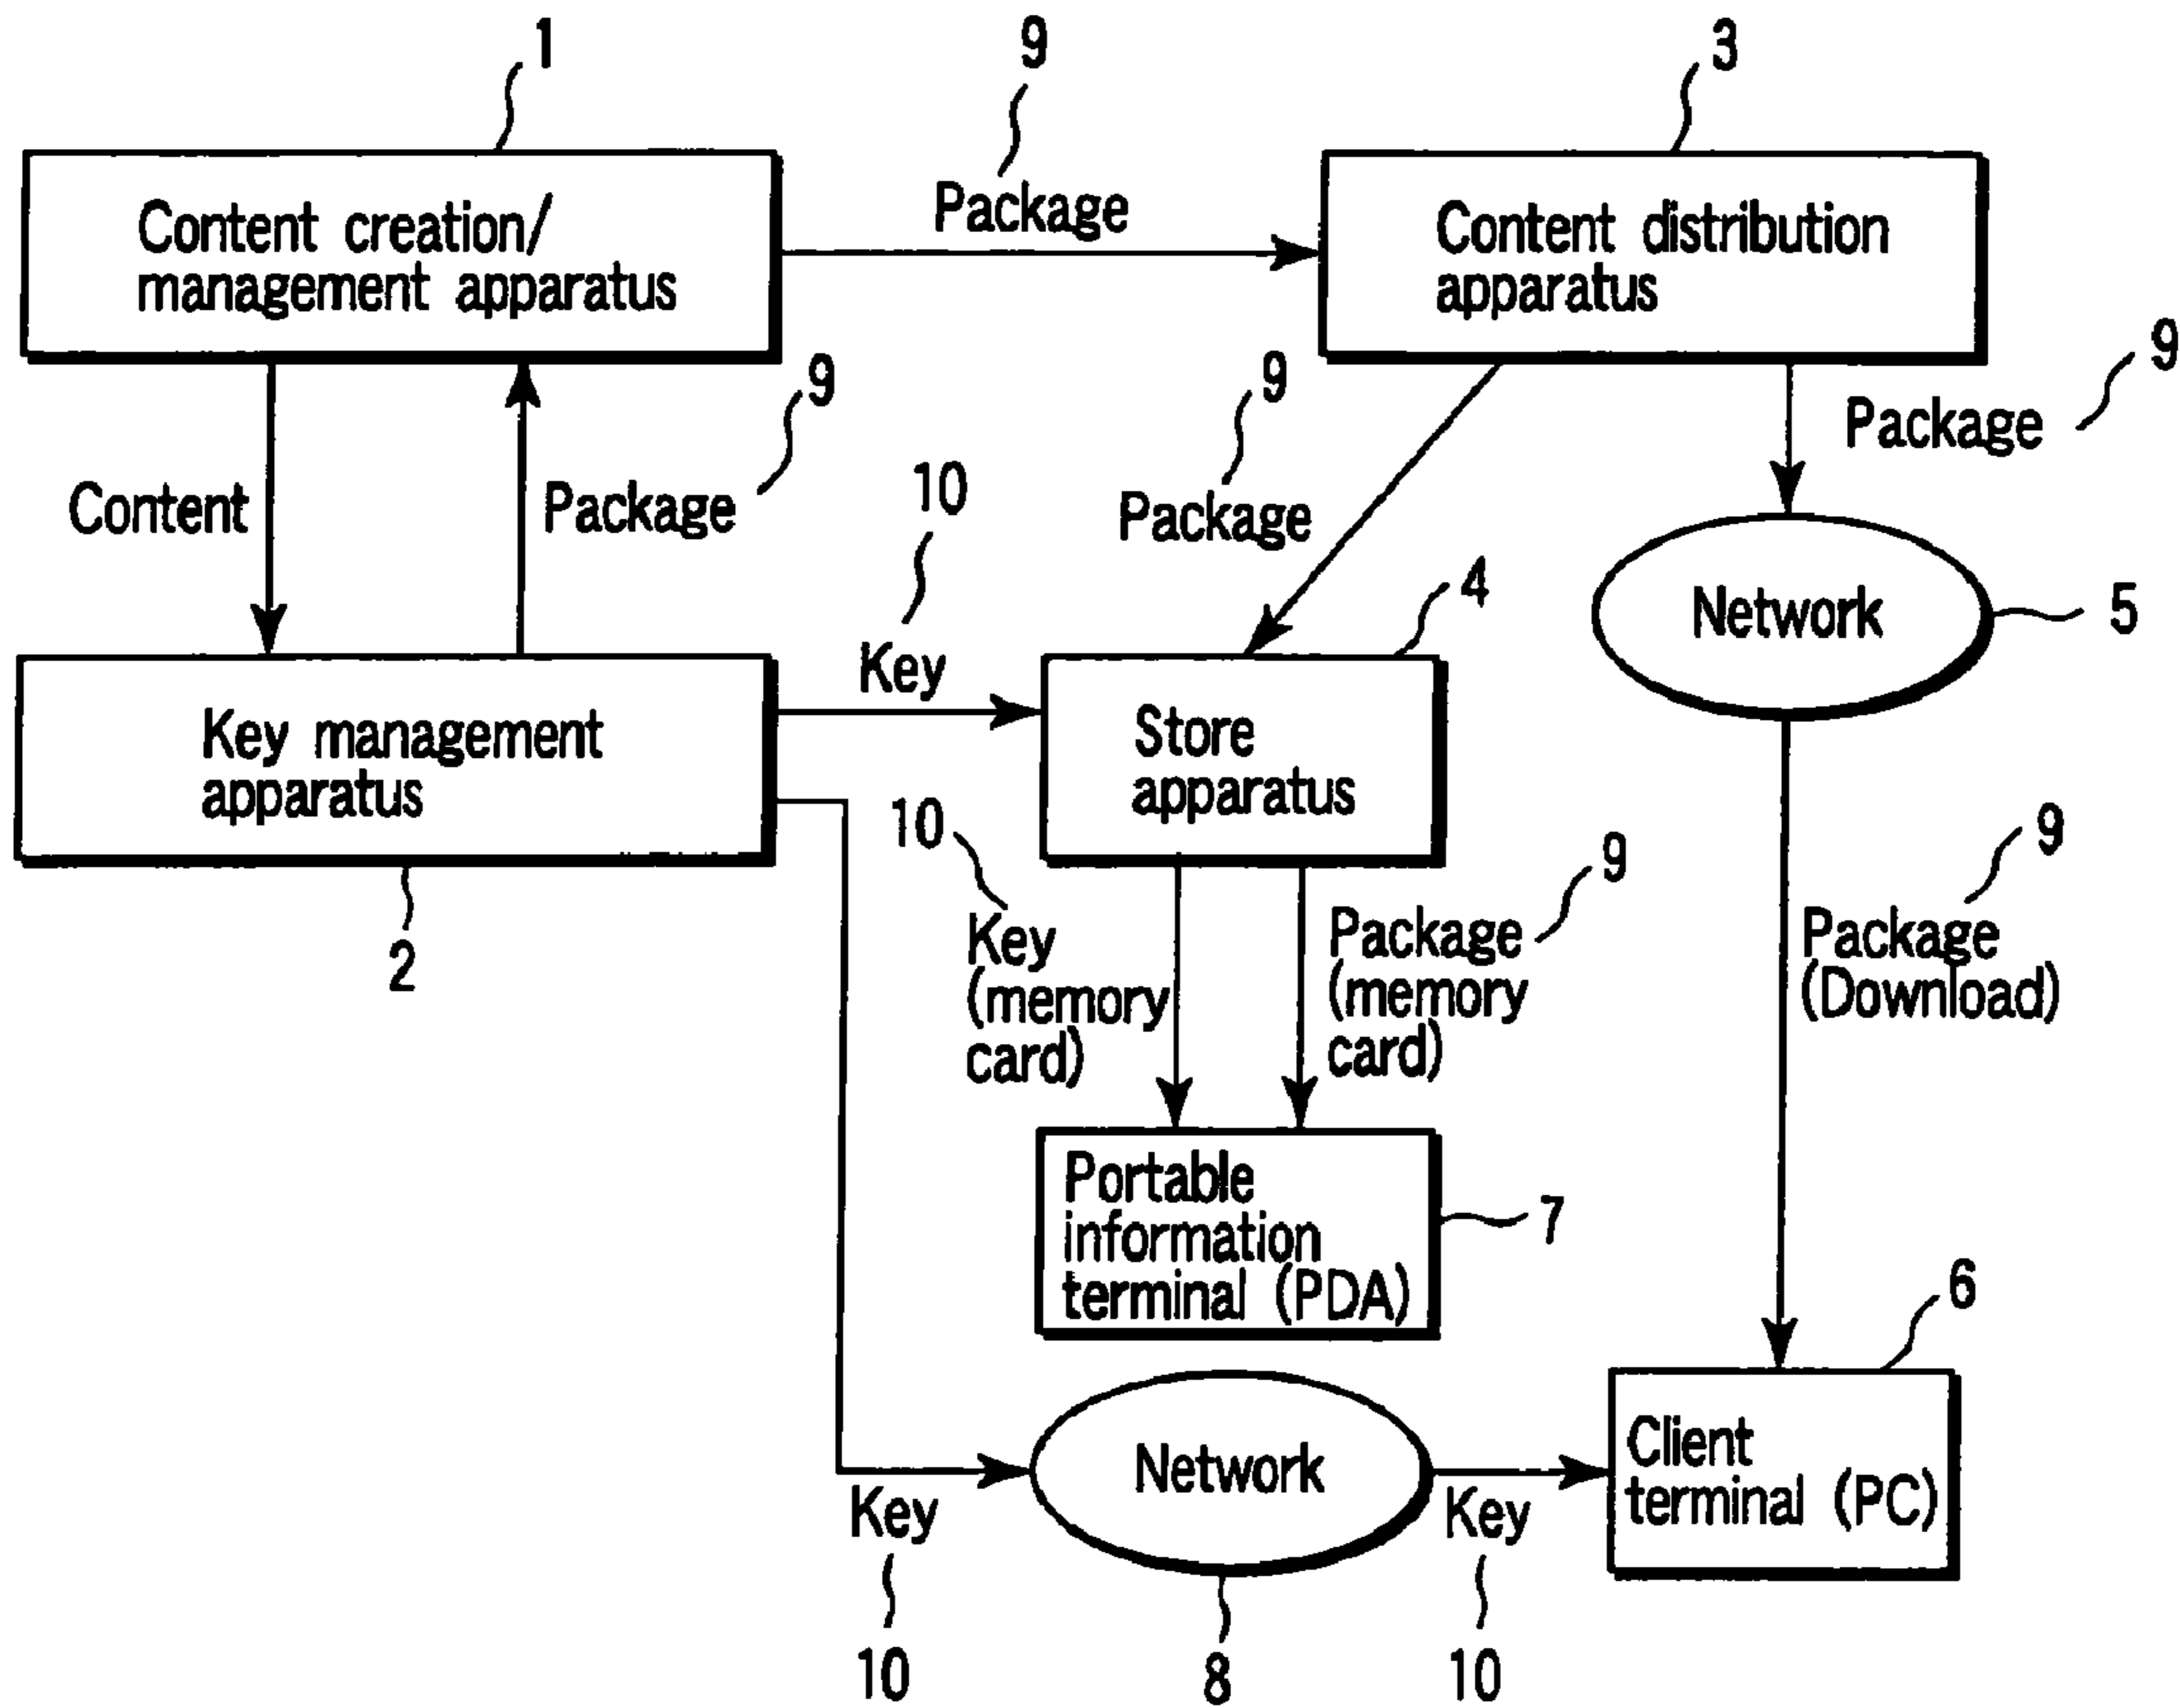 1
9
3
Content creation/
management apparatus
Package
Content distribution
apparatus
9
9
9
Package
Content
Package
10
Package
4
Network
5
Key
Key management
apparatus
Store
apparatus
10
9
9
2
Key
(memory
card)
Package
(memory
card)
Package
(Download)
Portable
information
terminal (PDA)
7
6
Network
Client
terminal (PC)
Key
Key
10
8
10